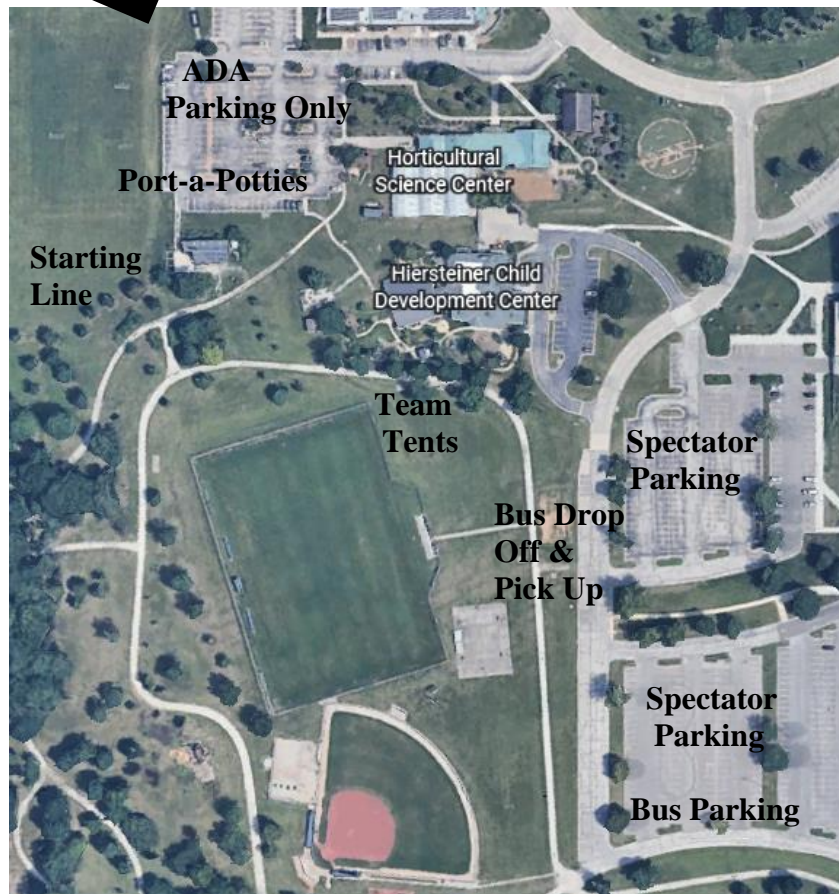 ADA
Parking Only
Port-a-Potties
Horticultural
Science Center
Starting
Line
Hiersteiner Child
Development Center
Team
Tents
Spectator
Parking
Bus Drop
Off &
Pick Up
Spectator
Parking
Bus Parking